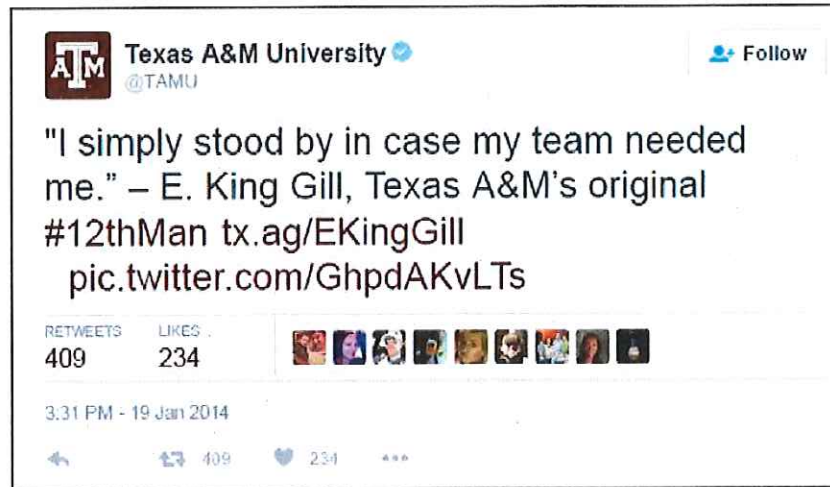 ATM
Texas A&M University
Follow
@TAMU
"I simply stood by in case my team needed
me.” – E. King Gill, Texas A&M’s original
#12thMan tx.ag/EKingGill
pic.twitter.com/GhpdAKvLTs
RETWEETS LIKES
409 234
3:31 PM - 19 Jan 2014
409 234